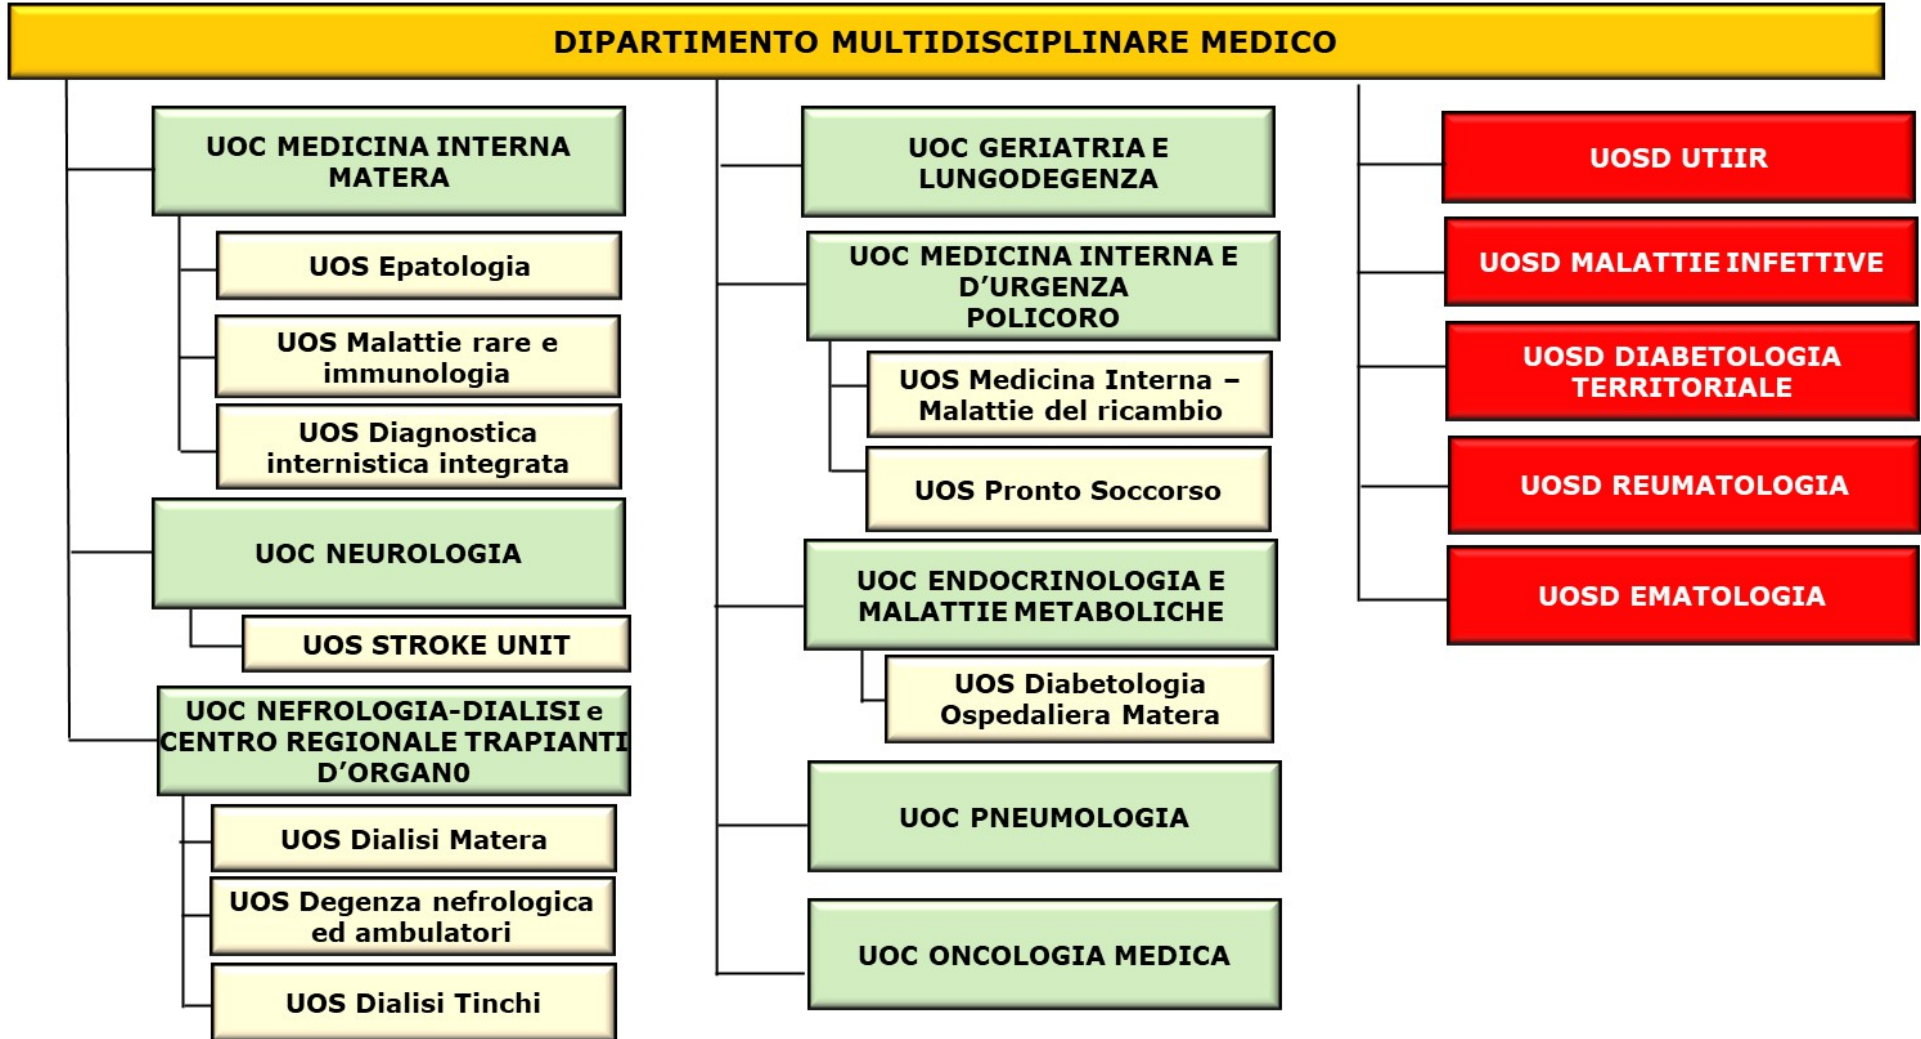 DIPARTIMENTO MULTIDISCIPLINARE MEDICO
UOC MEDICINA INTERNA
MATERA
UOS Epatologia
UOS Malattie rare e
immunologia
UOS Diagnostica
internistica integrata
UOC NEUROLOGIA
UOS STROKE UNIT
UOC NEFROLOGIA-DIALISI e
CENTRO REGIONALE TRAPIANTI
D’ORGAN0
UOS Dialisi Matera
UOS Degenza nefrologica
ed ambulatori
UOS Dialisi Tinchi
UOC GERIATRIA E
LUNGODEGENZA
UOC MEDICINA INTERNA E
D’URGENZA
POLICORO
UOS Medicina Interna –
Malattie del ricambio
UOS Pronto Soccorso
UOC ENDOCRINOLOGIA E
MALATTIE METABOLICHE
UOS Diabetologia
Ospedaliera Matera
UOC PNEUMOLOGIA
UOC ONCOLOGIA MEDICA
UOSD UTIIR
UOSD MALATTIE INFETTIVE
UOSD DIABETOLOGIA
TERRITORIALE
UOSD REUMATOLOGIA
UOSD EMATOLOGIA